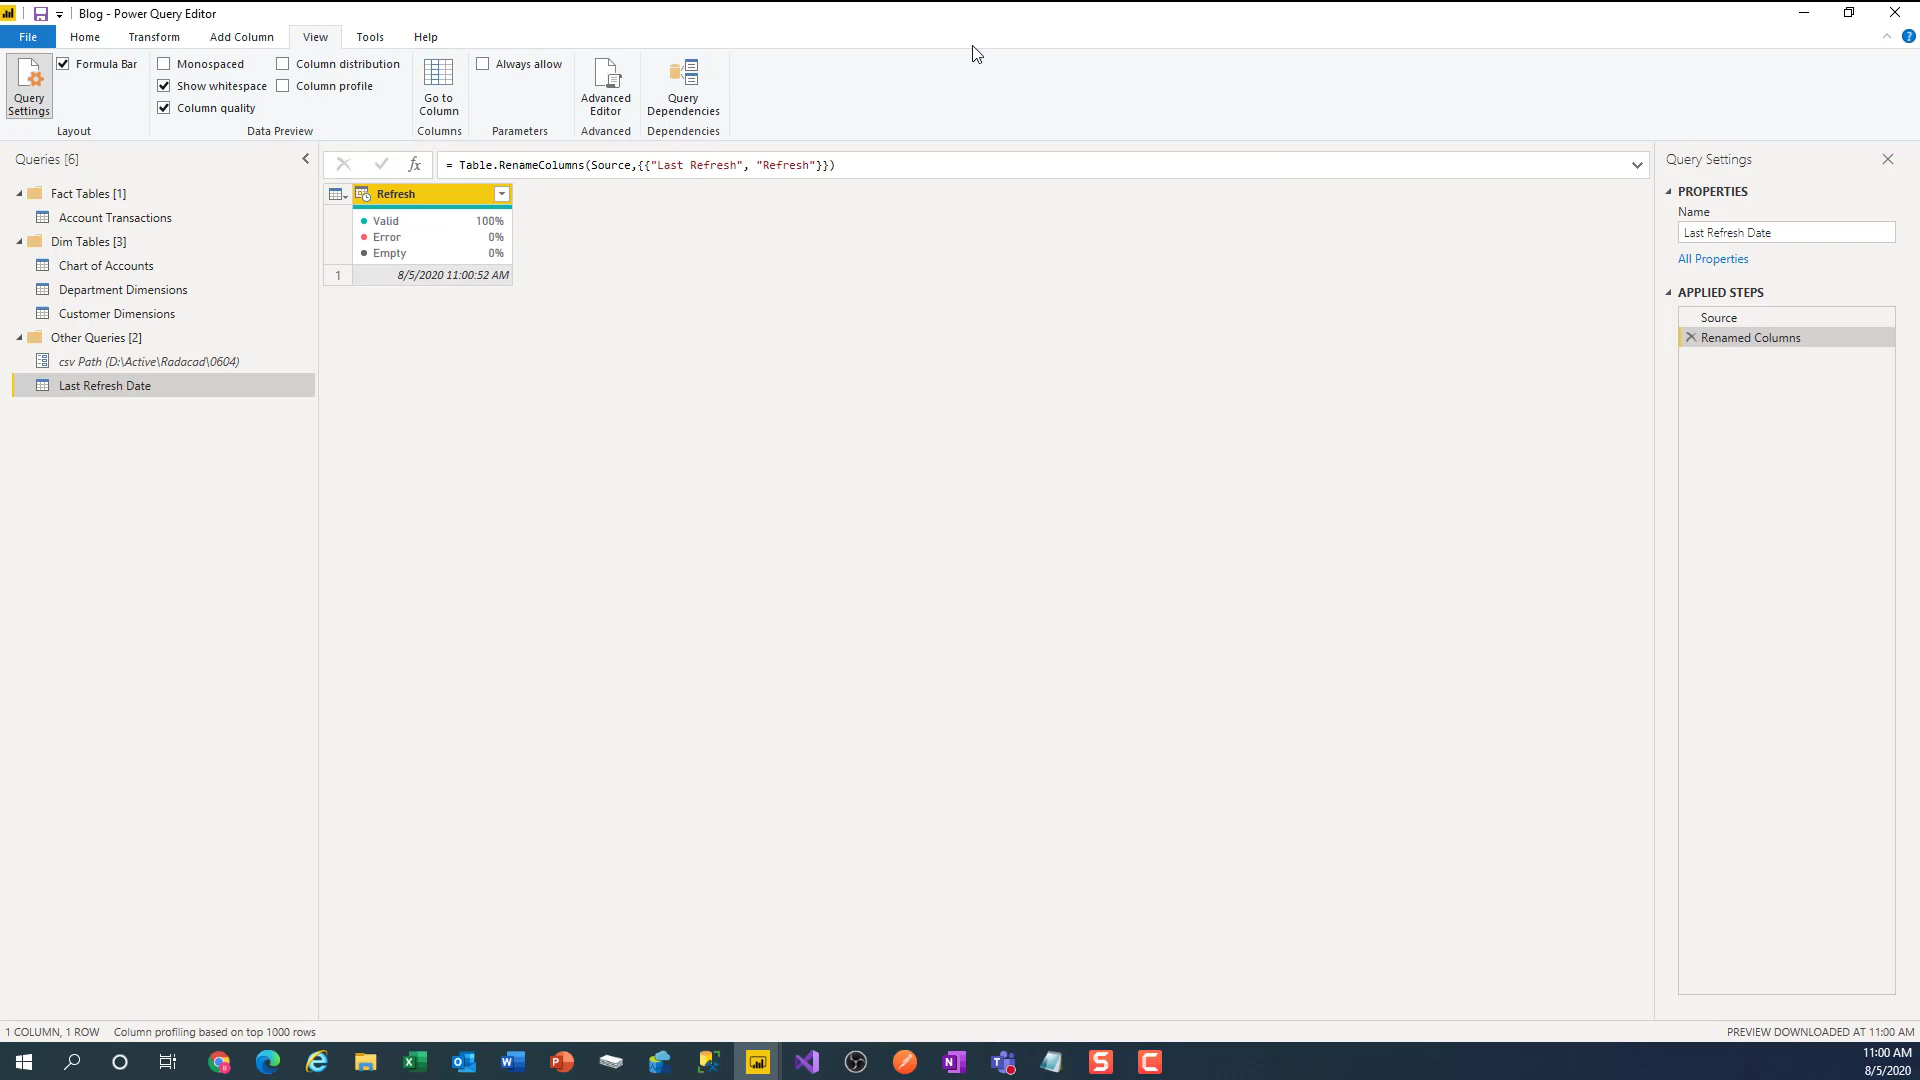 Blog - Power Query Editor
File Home Transform Add Column View Tools Help
Query Settings
Formula Bar
Layout
Monospaced
Show whitespace
Column quality
Column distribution
Column profile
Data Preview
Go to Column
Columns
Always allow
Parameters
Advanced Editor
Advanced
Query Dependencies
Dependencies
Queries [6]
Fact Tables [1]
Account Transactions
Dim Tables [3]
Chart of Accounts
Department Dimensions
Customer Dimensions
Other Queries [2]
csv Path (D:\Active\Radacad\0604)
Last Refresh Date
fx = Table.RenameColumns(Source,{{"Last Refresh", "Refresh"}})
Refresh
Valid 100%
Error 0%
Empty 0%
1 8/5/2020 11:00:52 AM
Query Settings
PROPERTIES
Name
Last Refresh Date
All Properties
APPLIED STEPS
Source
Renamed Columns
1 COLUMN, 1 ROW Column profiling based on top 1000 rows
PREVIEW DOWNLOADED AT 11:00 AM
11:00 AM
8/5/2020